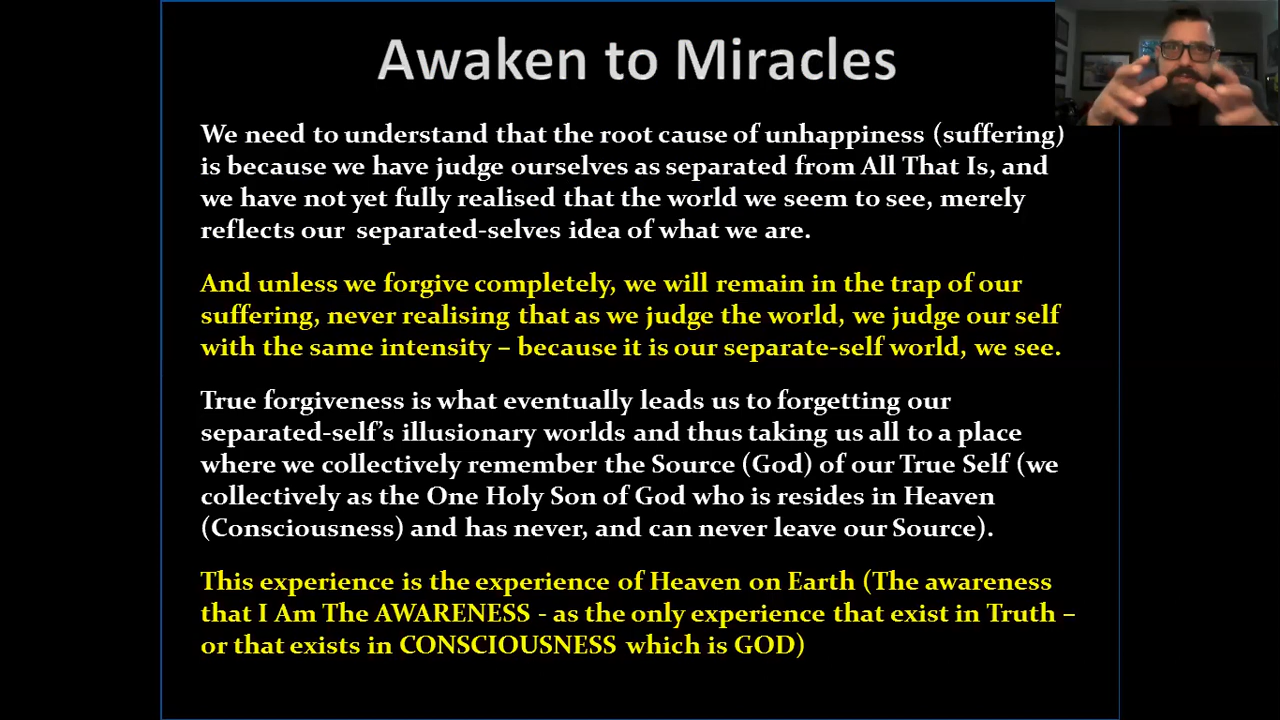 Awaken to Miracles
We need to understand that the root cause of unhappiness (suffering)
is because we have judge ourselves as separated from All That Is, and
we have not yet fully realised that the world we seem to see, merely
reflects our separated-selves idea of what we are.
And unless we forgive completely, we will remain in the trap of our
suffering, never realising that as we judge the world, we judge our self
with the same intensity – because it is our separate-self world, we see.
True forgiveness is what eventually leads us to forgetting our
separated-self’s illusionary worlds and thus taking us all to a place
where we collectively remember the Source (God) of our True Self (we
collectively as the One Holy Son of God who is resides in Heaven
(Consciousness) and has never, and can never leave our Source).
This experience is the experience of Heaven on Earth (The awareness
that I Am The AWARENESS - as the only experience that exist in Truth –
or that exists in CONSCIOUSNESS which is GOD)